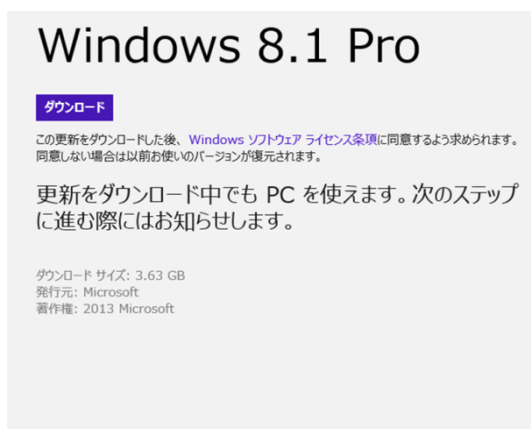 Windows 8.1 Pro
ダウンロード
この更新をダウンロードした後、Windows ソフトウェア ライセンス条項に同意するよう求められます。
同意しない場合は以前お使いのバージョンが復元されます。
更新をダウンロード中でも PC を使えます。次のステップ
に進む際にはお知らせします。
ダウンロード サイズ: 3.63 GB
発行元: Microsoft
著作権: 2013 Microsoft